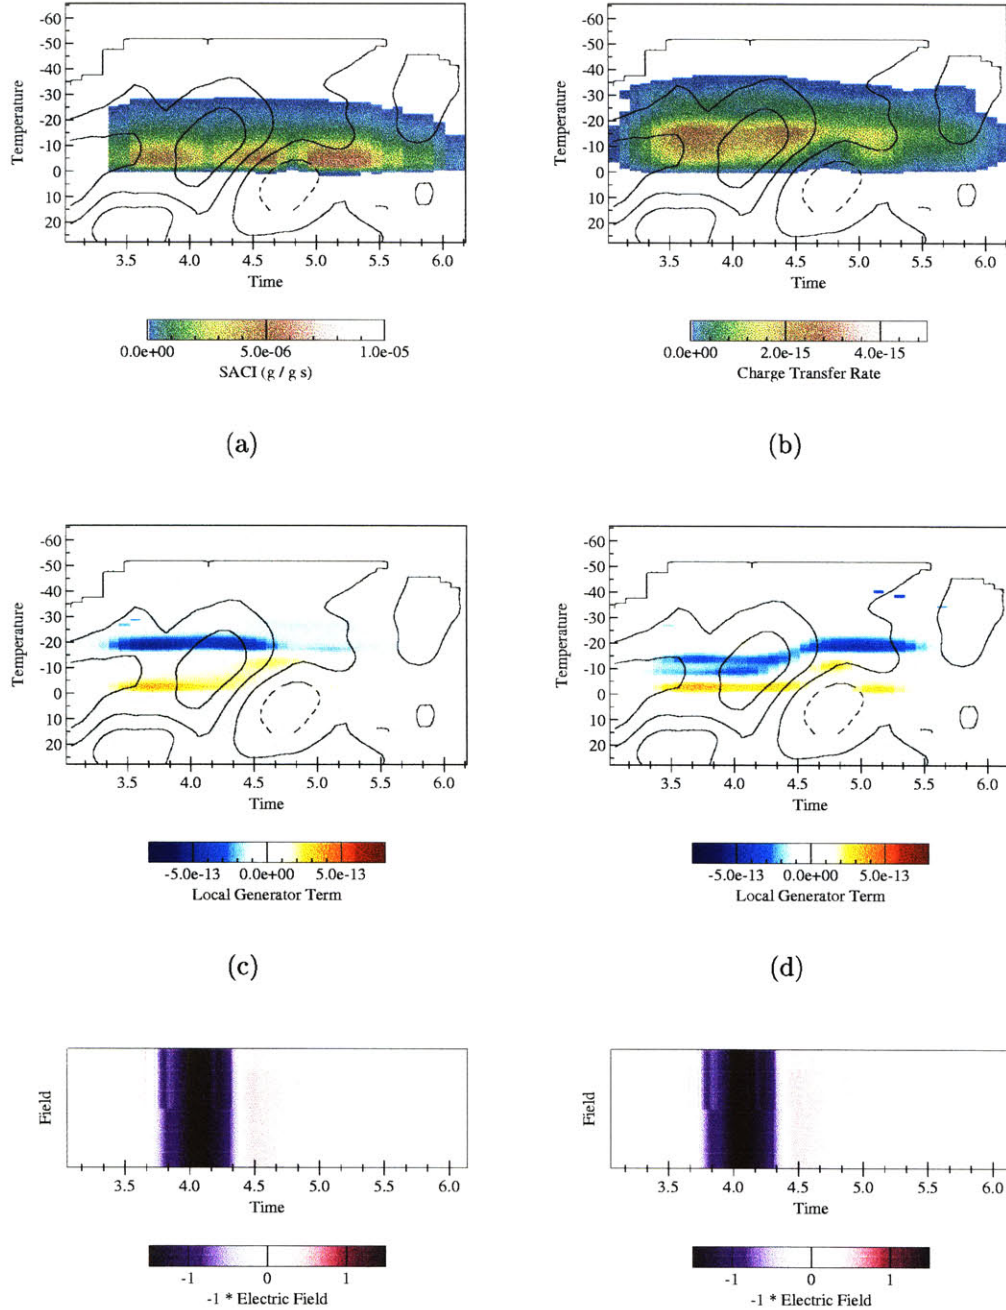 -60
-50
-40
-30
-20
-10
0
10
20
Temperature
3.5 4.0 4.5 5.0 5.5 6.0
Time
0.0e+00 5.0e-06 1.0e-05
SACI (g / g s)
(a)
-60
-50
-40
-30
-20
-10
0
10
20
Temperature
3.5 4.0 4.5 5.0 5.5 6.0
Time
0.0e+00 2.0e-15 4.0e-15
Charge Transfer Rate
(b)
-60
-50
-40
-30
-20
-10
0
10
20
Temperature
3.5 4.0 4.5 5.0 5.5 6.0
Time
-5.0e-13 0.0e+00 5.0e-13
Local Generator Term
(c)
-60
-50
-40
-30
-20
-10
0
10
20
Temperature
3.5 4.0 4.5 5.0 5.5 6.0
Time
-5.0e-13 0.0e+00 5.0e-13
Local Generator Term
(d)
Field
3.5 4.0 4.5 5.0 5.5 6.0
Time
-1 0 1
-1 * Electric Field
Field
3.5 4.0 4.5 5.0 5.5 6.0
Time
-1 0 1
-1 * Electric Field